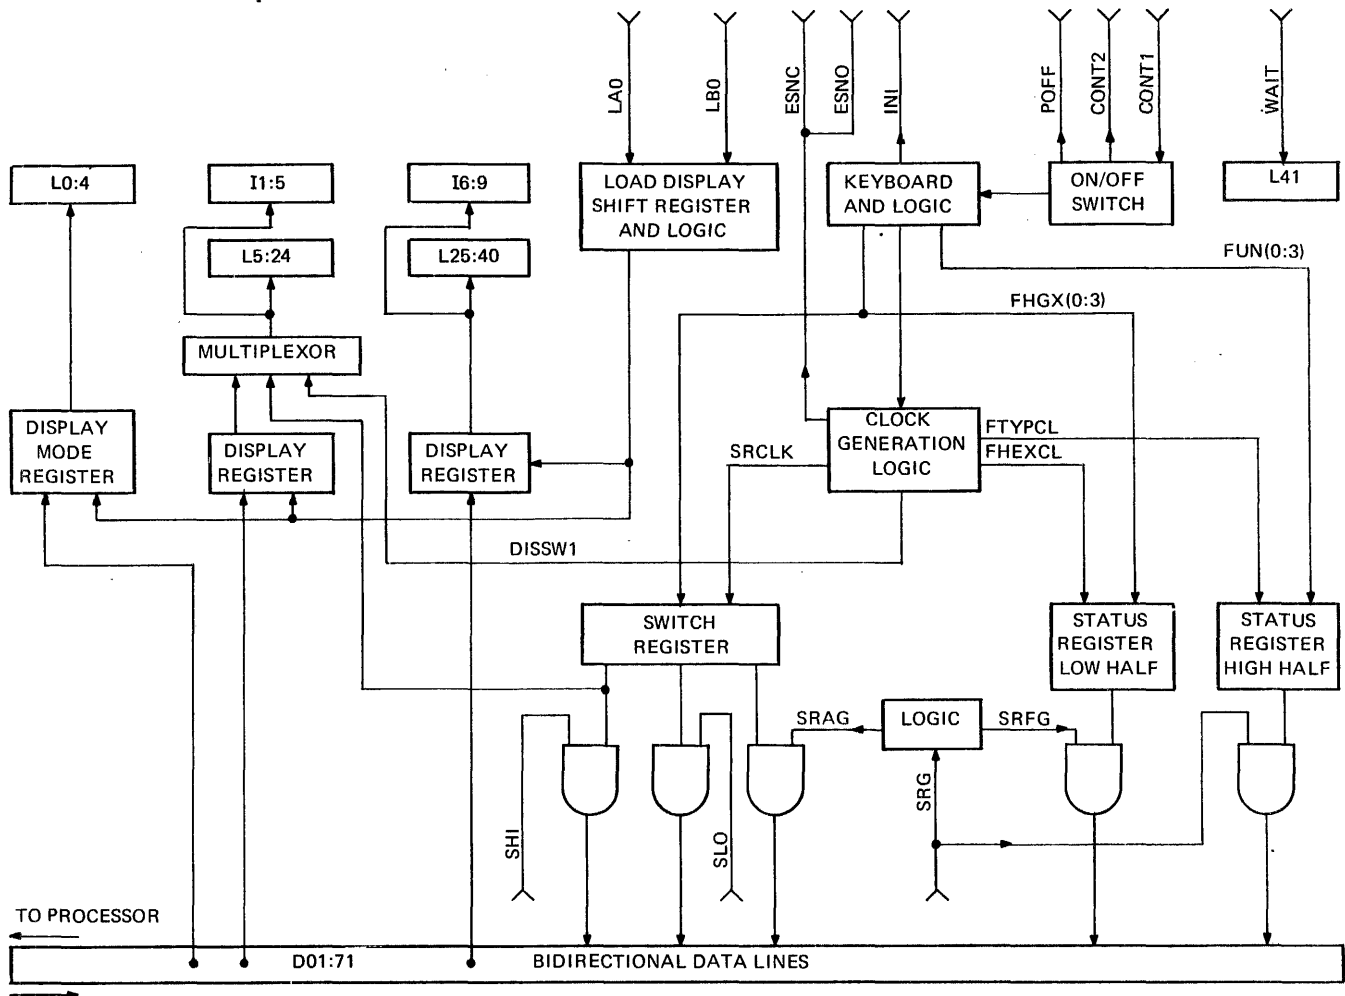 LA0
LB0
ESNC
ESNO
INI
POFF
CONT2
CONT1
WAIT
L0:4
I1:5
I6:9
LOAD DISPLAY
SHIFT REGISTER
AND LOGIC
KEYBOARD
AND LOGIC
ON/OFF
SWITCH
L41
L5:24
L25:40
FUN(0:3)
FHGX(0:3)
MULTIPLEXOR
DISPLAY
MODE
REGISTER
DISPLAY
REGISTER
DISPLAY
REGISTER
SRCLK
CLOCK
GENERATION
LOGIC
FTYPCL
FHEXCL
DISSW1
SWITCH
REGISTER
STATUS
REGISTER
LOW HALF
STATUS
REGISTER
HIGH HALF
SRAG
LOGIC
SRFG
SHI
SLO
SRG
TO PROCESSOR
D01:71
BIDIRECTIONAL DATA LINES